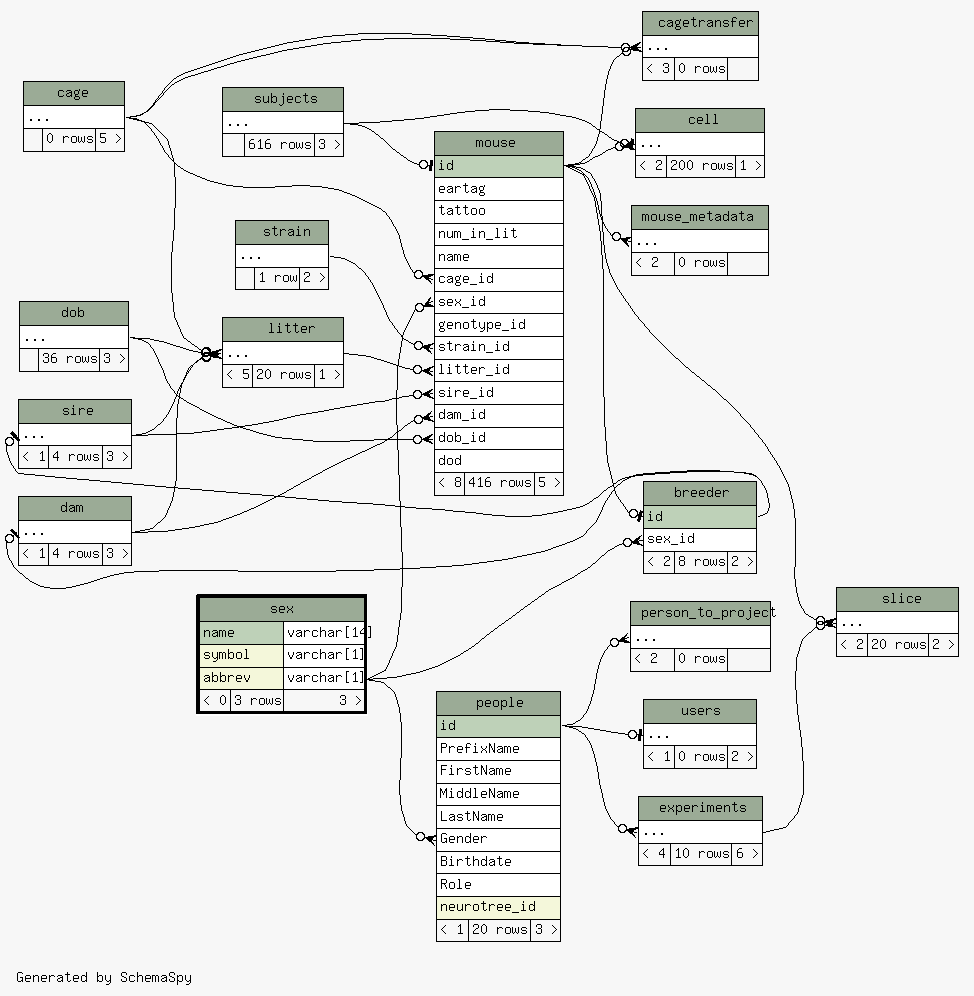 cagetransfer
...
< 3 0 rows
cage
...
0 rows 5 >
subjects
...
616 rows 3 >
cell
...
< 2 200 rows 1 >
mouse
id
eartag
tattoo
num_in_lit
name
cage_id
sex_id
genotype_id
strain_id
litter_id
sire_id
dam_id
dob_id
dod
< 8 416 rows 5 >
mouse_metadata
...
< 2 0 rows
strain
...
1 row 2 >
dob
...
36 rows 3 >
litter
...
< 5 20 rows 1 >
sire
...
< 1 4 rows 3 >
dam
...
< 1 4 rows 3 >
breeder
id
sex_id
< 2 8 rows 2 >
sex
name varchar[14]
symbol varchar[1]
abbrev varchar[1]
< 0 3 rows 3 >
person_to_project
...
< 2 0 rows
slice
...
< 2 20 rows 2 >
people
id
PrefixName
FirstName
MiddleName
LastName
Gender
Birthdate
Role
neurotree_id
< 1 20 rows 3 >
users
...
< 1 0 rows 2 >
experiments
...
< 4 10 rows 6 >
Generated by SchemaSpy